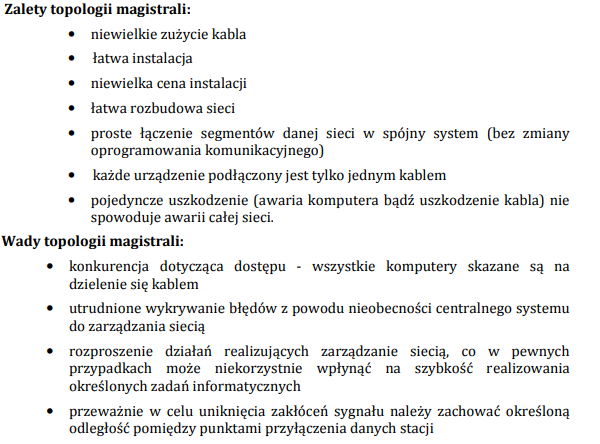 Zalety topologii magistrali:
• niewielkie zużycie kabla
• łatwa instalacja
• niewielka cena instalacji
• łatwa rozbudowa sieci
• proste łączenie segmentów danej sieci w spójny system (bez zmiany
oprogramowania komunikacyjnego)
• każde urządzenie podłączony jest tylko jednym kablem
• pojedyncze uszkodzenie (awaria komputera bądź uszkodzenie kabla) nie
spowoduje awarii całej sieci.
Wady topologii magistrali:
• konkurencja dotycząca dostępu - wszystkie komputery skazane są na
dzielenie się kablem
• utrudnione wykrywanie błędów z powodu nieobecności centralnego systemu
do zarządzania siecią
• rozproszenie działań realizujących zarządzanie siecią, co w pewnych
przypadkach może niekorzystnie wpłynąć na szybkość realizowania
określonych zadań informatycznych
• przeważnie w celu uniknięcia zakłóceń sygnału należy zachować określoną
odległość pomiędzy punktami przyłączenia danych stacji